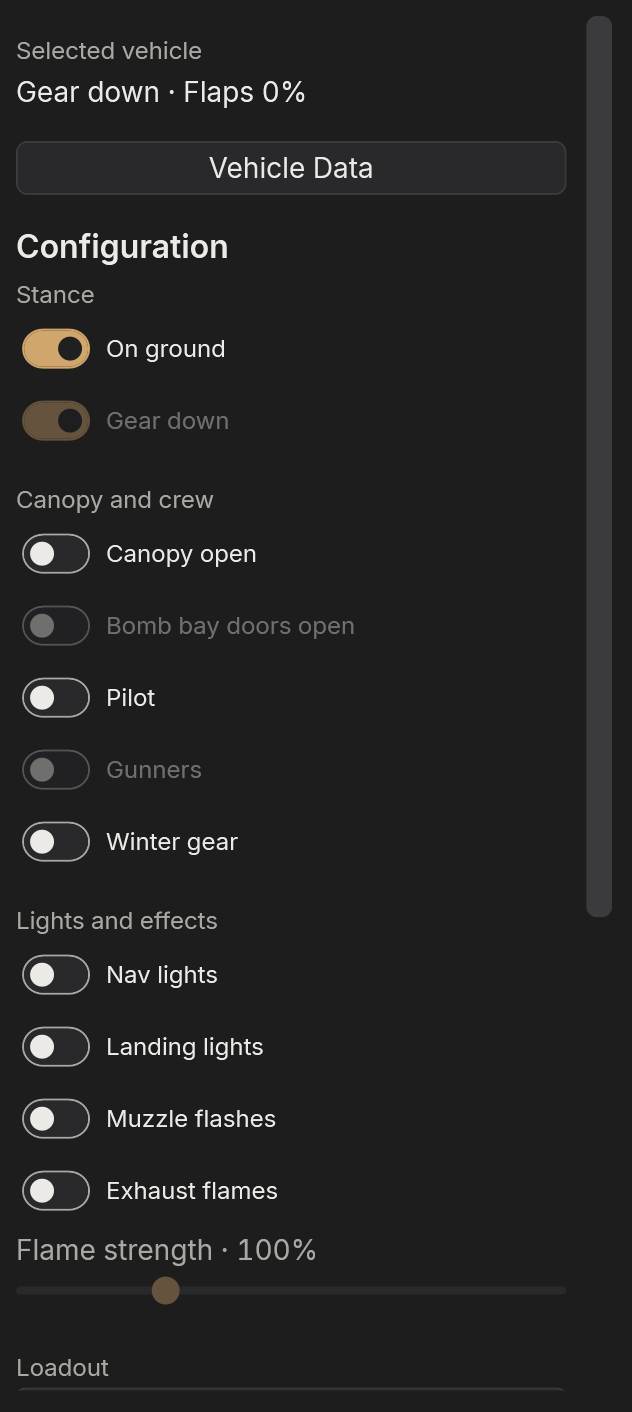 Selected vehicle
Gear down · Flaps 0%
Vehicle Data
Configuration
Stance
On ground
Gear down
Canopy and crew
Canopy open
Bomb bay doors open
Pilot
Gunners
Winter gear
Lights and effects
Nav lights
Landing lights
Muzzle flashes
Exhaust flames
Flame strength · 100%
Loadout